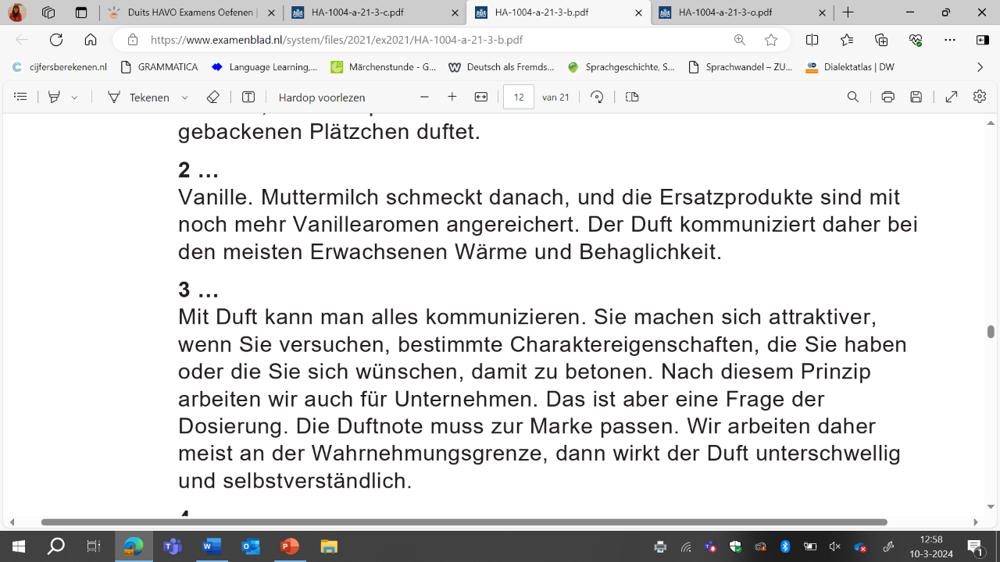 Duits HAVO Examens Oefenen |
HA-1004-a-21-3-c.pdf
HA-1004-a-21-3-b.pdf
HA-1004-a-21-3-o.pdf
https://www.examenblad.nl/system/files/2021/ex2021/HA-1004-a-21-3-b.pdf
cijfersberekenen.nl
GRAMMATICA
Language Learning,...
Märchenstunde - G...
Deutsch als Fremds...
Sprachgeschichte, S...
Sprachwandel – ZU...
Dialektatlas | DW
Tekenen
Hardop voorlezen
12
van 21
gebackenen Plätzchen duftet.
2 …
Vanille. Muttermilch schmeckt danach, und die Ersatzprodukte sind mit
noch mehr Vanillearomen angereichert. Der Duft kommuniziert daher bei
den meisten Erwachsenen Wärme und Behaglichkeit.
3 …
Mit Duft kann man alles kommunizieren. Sie machen sich attraktiver,
wenn Sie versuchen, bestimmte Charaktereigenschaften, die Sie haben
oder die Sie sich wünschen, damit zu betonen. Nach diesem Prinzip
arbeiten wir auch für Unternehmen. Das ist aber eine Frage der
Dosierung. Die Duftnote muss zur Marke passen. Wir arbeiten daher
meist an der Wahrnehmungsgrenze, dann wirkt der Duft unterschwellig
und selbstverständlich.
12:58
10-3-2024
1